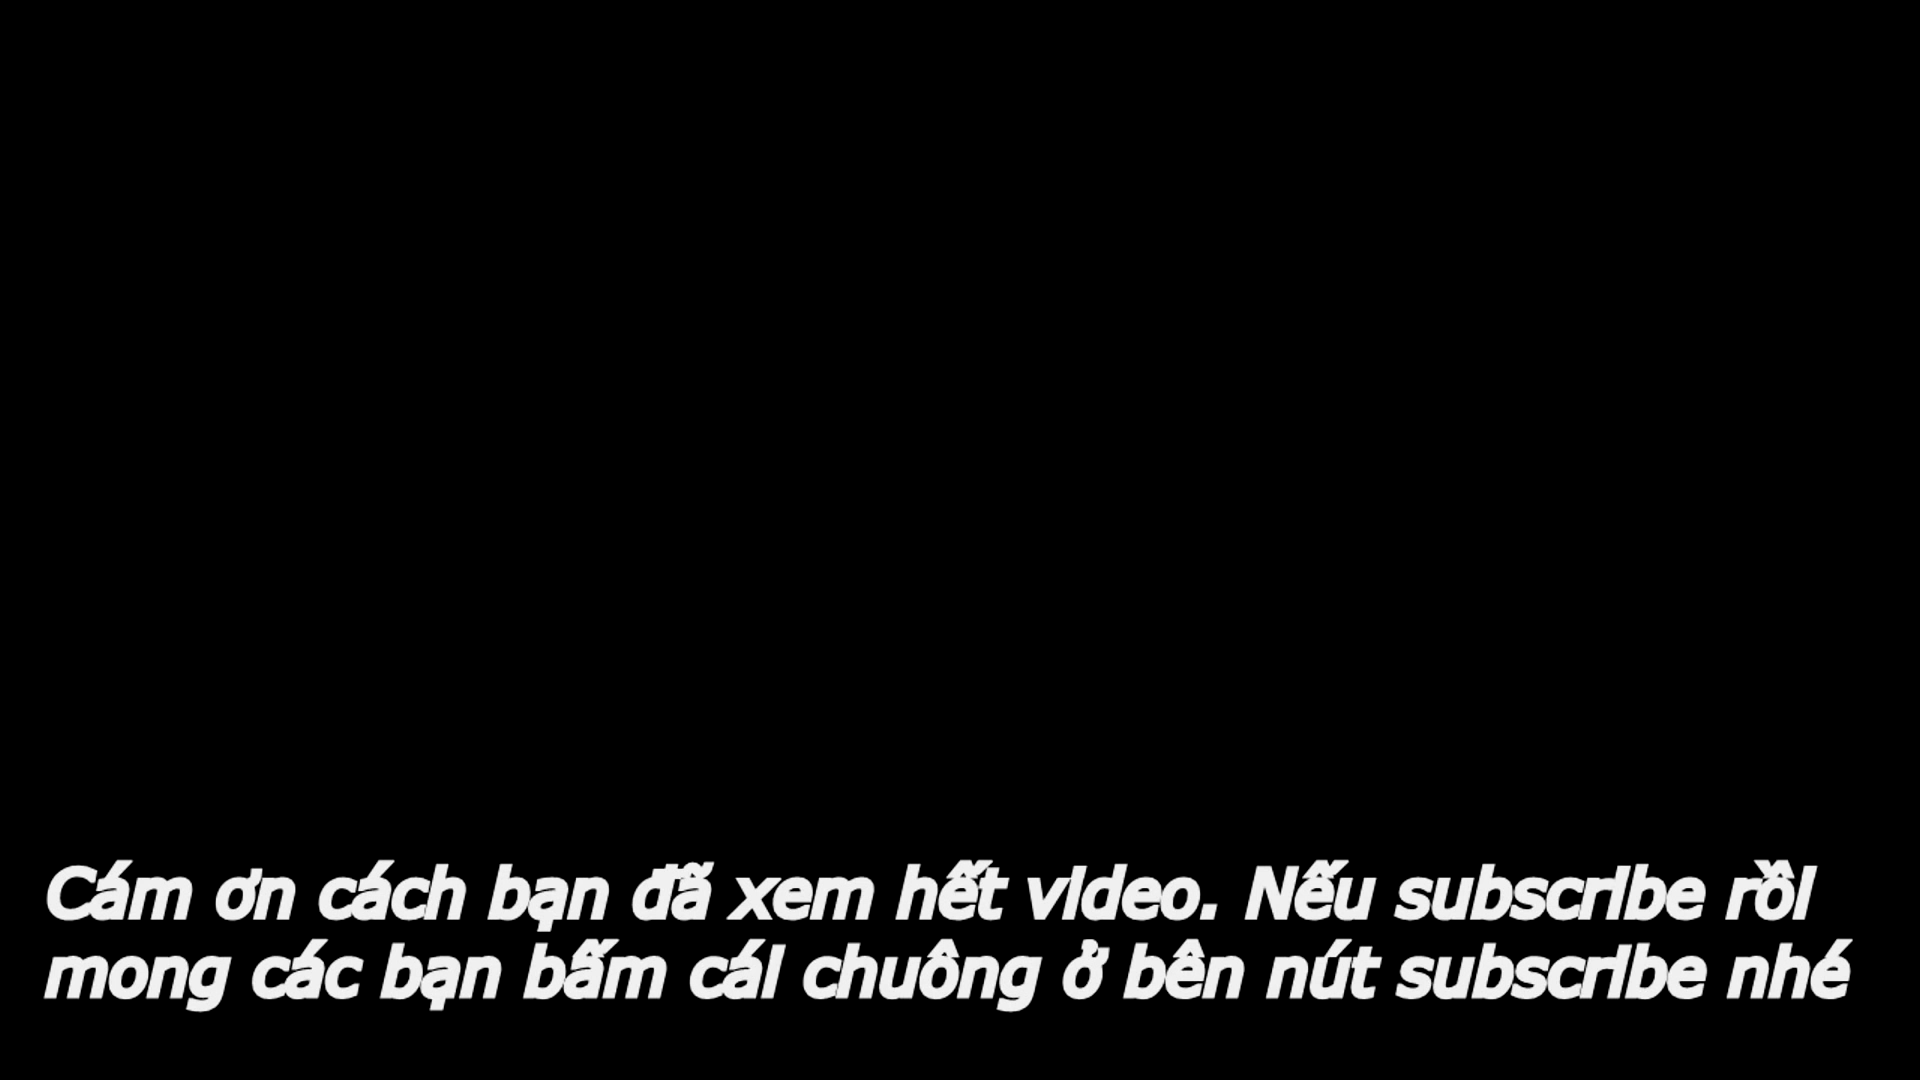 Cám ơn cách bạn đã xem hết video. Nếu subscribe rồi
mong các bạn bấm cái chuông ở bên nút subscribe nhé